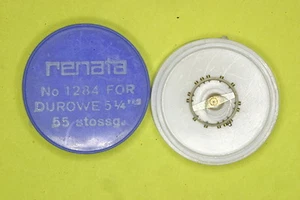 renata
No 1284 FOR
DUROWE 5¼"'
55 stossg.